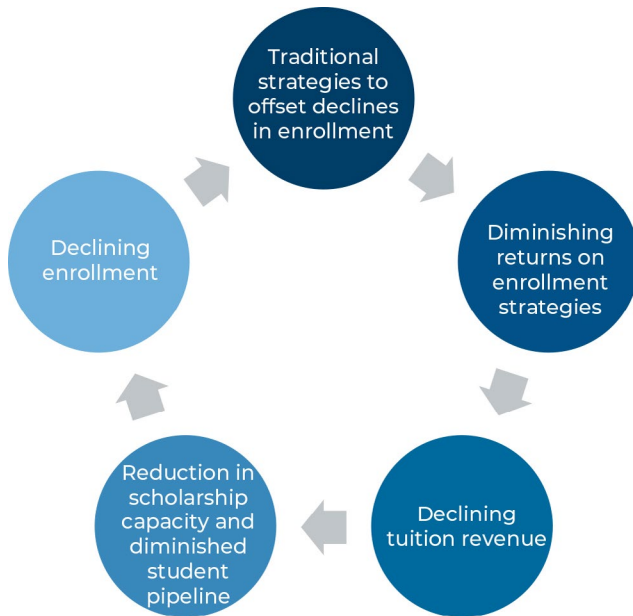 Traditional
strategies to
offset declines
in enrollment
Diminishing
returns on
enrollment
strategies
Declining
tuition revenue
Reduction in
scholarship
capacity and
diminished
student
pipeline
Declining
enrollment